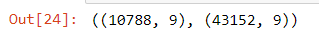 Out[24]: ((10788, 9), (43152, 9))